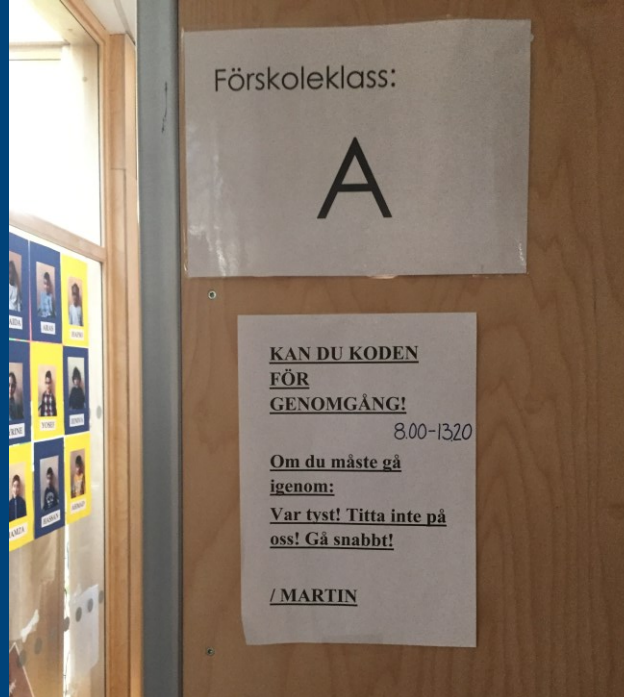 Förskoleklass:
A
KAN DU KODEN
FÖR
GENOMGÅNG!
8.00-13.20
Om du måste gå
igenom:
Var tyst! Titta inte på
oss! Gå snabbt!
/ MARTIN